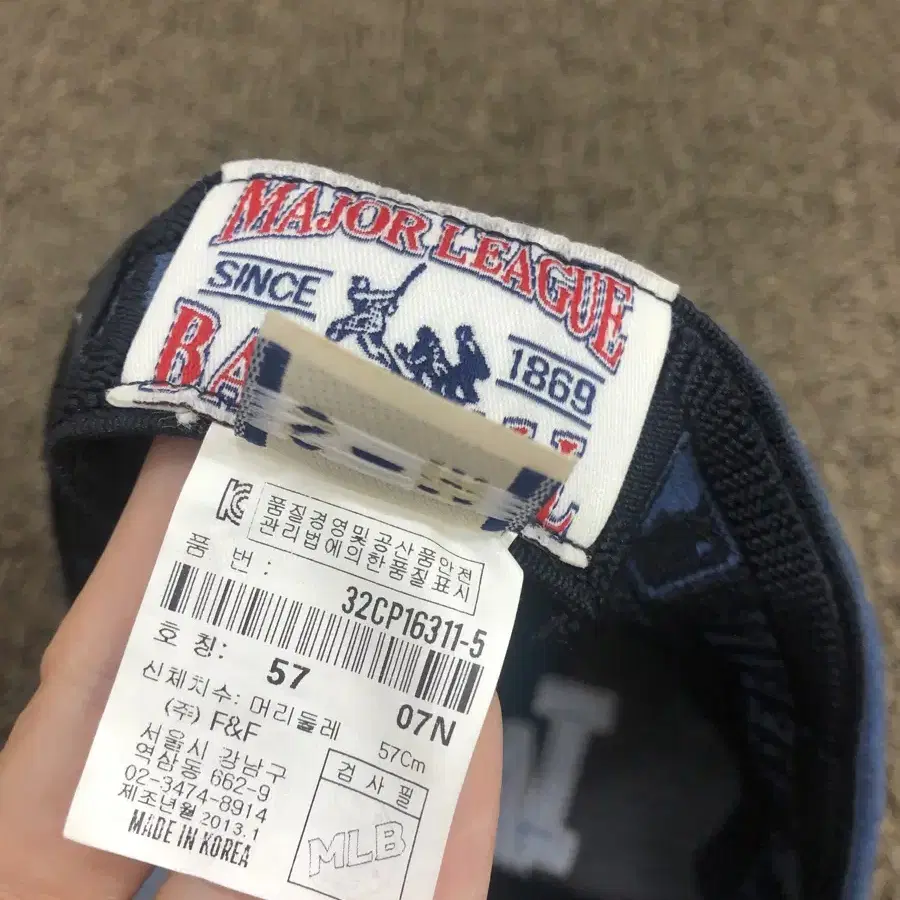 MAJOR LEAGUE
SINCE
1869
품질경영및공산품안전
관리법에의한품질표시
품 번:
32CP16311-5
호 칭: 57
07N
신체치수: 머리둘레
57Cm
(주) F&F
서울시 강남구
역삼동 662-9
02-3474-8914
제조년월 2013.1
MADE IN KOREA
검 사 필
MLB